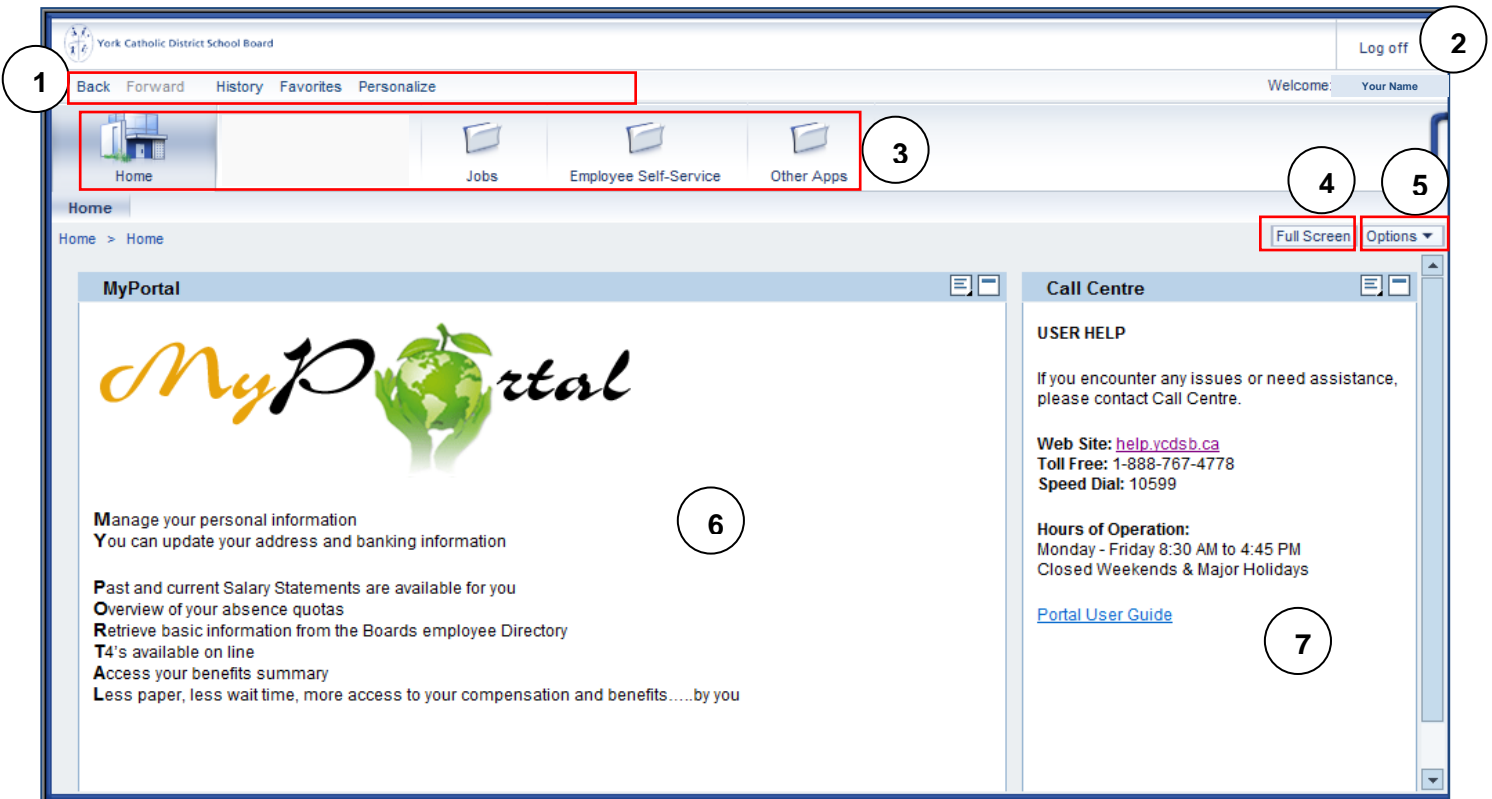 York Catholic District School Board
Log off
2
1
Back Forward History Favorites Personalize
Welcome: Your Name
Home
Jobs
Employee Self-Service
Other Apps
3
4
5
Home
Home > Home
Full Screen
Options
MyPortal
MyPortal
Manage your personal information
You can update your address and banking information
Past and current Salary Statements are available for you
Overview of your absence quotas
Retrieve basic information from the Boards employee Directory
T4's available on line
Access your benefits summary
Less paper, less wait time, more access to your compensation and benefits.....by you
6
Call Centre
USER HELP
If you encounter any issues or need assistance,
please contact Call Centre.
Web Site: help.ycdsb.ca
Toll Free: 1-888-767-4778
Speed Dial: 10599
Hours of Operation:
Monday - Friday 8:30 AM to 4:45 PM
Closed Weekends & Major Holidays
Portal User Guide
7